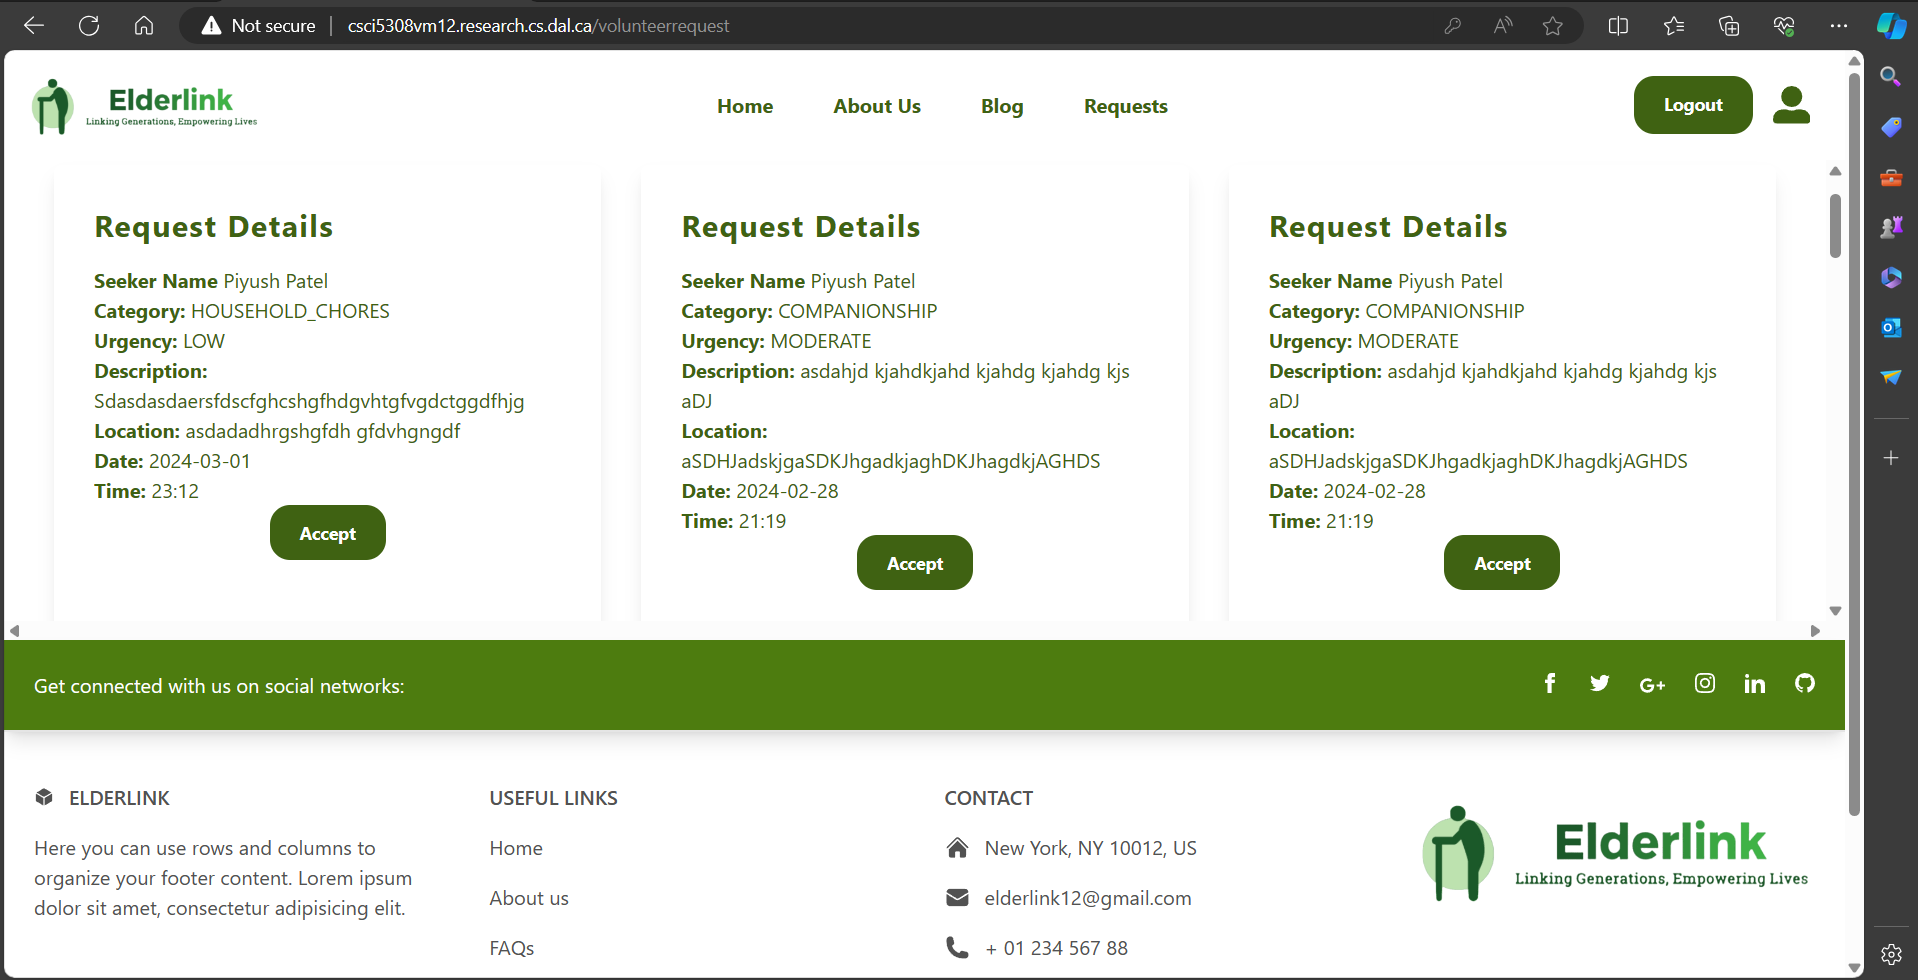 Not secure | csci5308vm12.research.cs.dal.ca/volunteerrequest
Elderlink
Linking Generations, Empowering Lives
Home
About Us
Blog
Requests
Logout
Request Details
Seeker Name Piyush Patel
Category: HOUSEHOLD_CHORES
Urgency: LOW
Description:
Sdasdasdaersfdscfghcshgfhdgvhtgfvgdctggdfhjg
Location: asdadadhrgshgfdh gfdvhgngdf
Date: 2024-03-01
Time: 23:12
Accept
Request Details
Seeker Name Piyush Patel
Category: COMPANIONSHIP
Urgency: MODERATE
Description: asdahjd kjahdkjahd kjahdg kjahdg kjs
aDJ
Location:
aSDHJadskjgaSDKJhgadkjaghDKJhagdkjAGHDS
Date: 2024-02-28
Time: 21:19
Accept
Request Details
Seeker Name Piyush Patel
Category: COMPANIONSHIP
Urgency: MODERATE
Description: asdahjd kjahdkjahd kjahdg kjahdg kjs
aDJ
Location:
aSDHJadskjgaSDKJhgadkjaghDKJhagdkjAGHDS
Date: 2024-02-28
Time: 21:19
Accept
Get connected with us on social networks:
ELDERLINK
Here you can use rows and columns to
organize your footer content. Lorem ipsum
dolor sit amet, consectetur adipisicing elit.
USEFUL LINKS
Home
About us
FAQs
CONTACT
New York, NY 10012, US
elderlink12@gmail.com
+ 01 234 567 88
Elderlink
Linking Generations, Empowering Lives